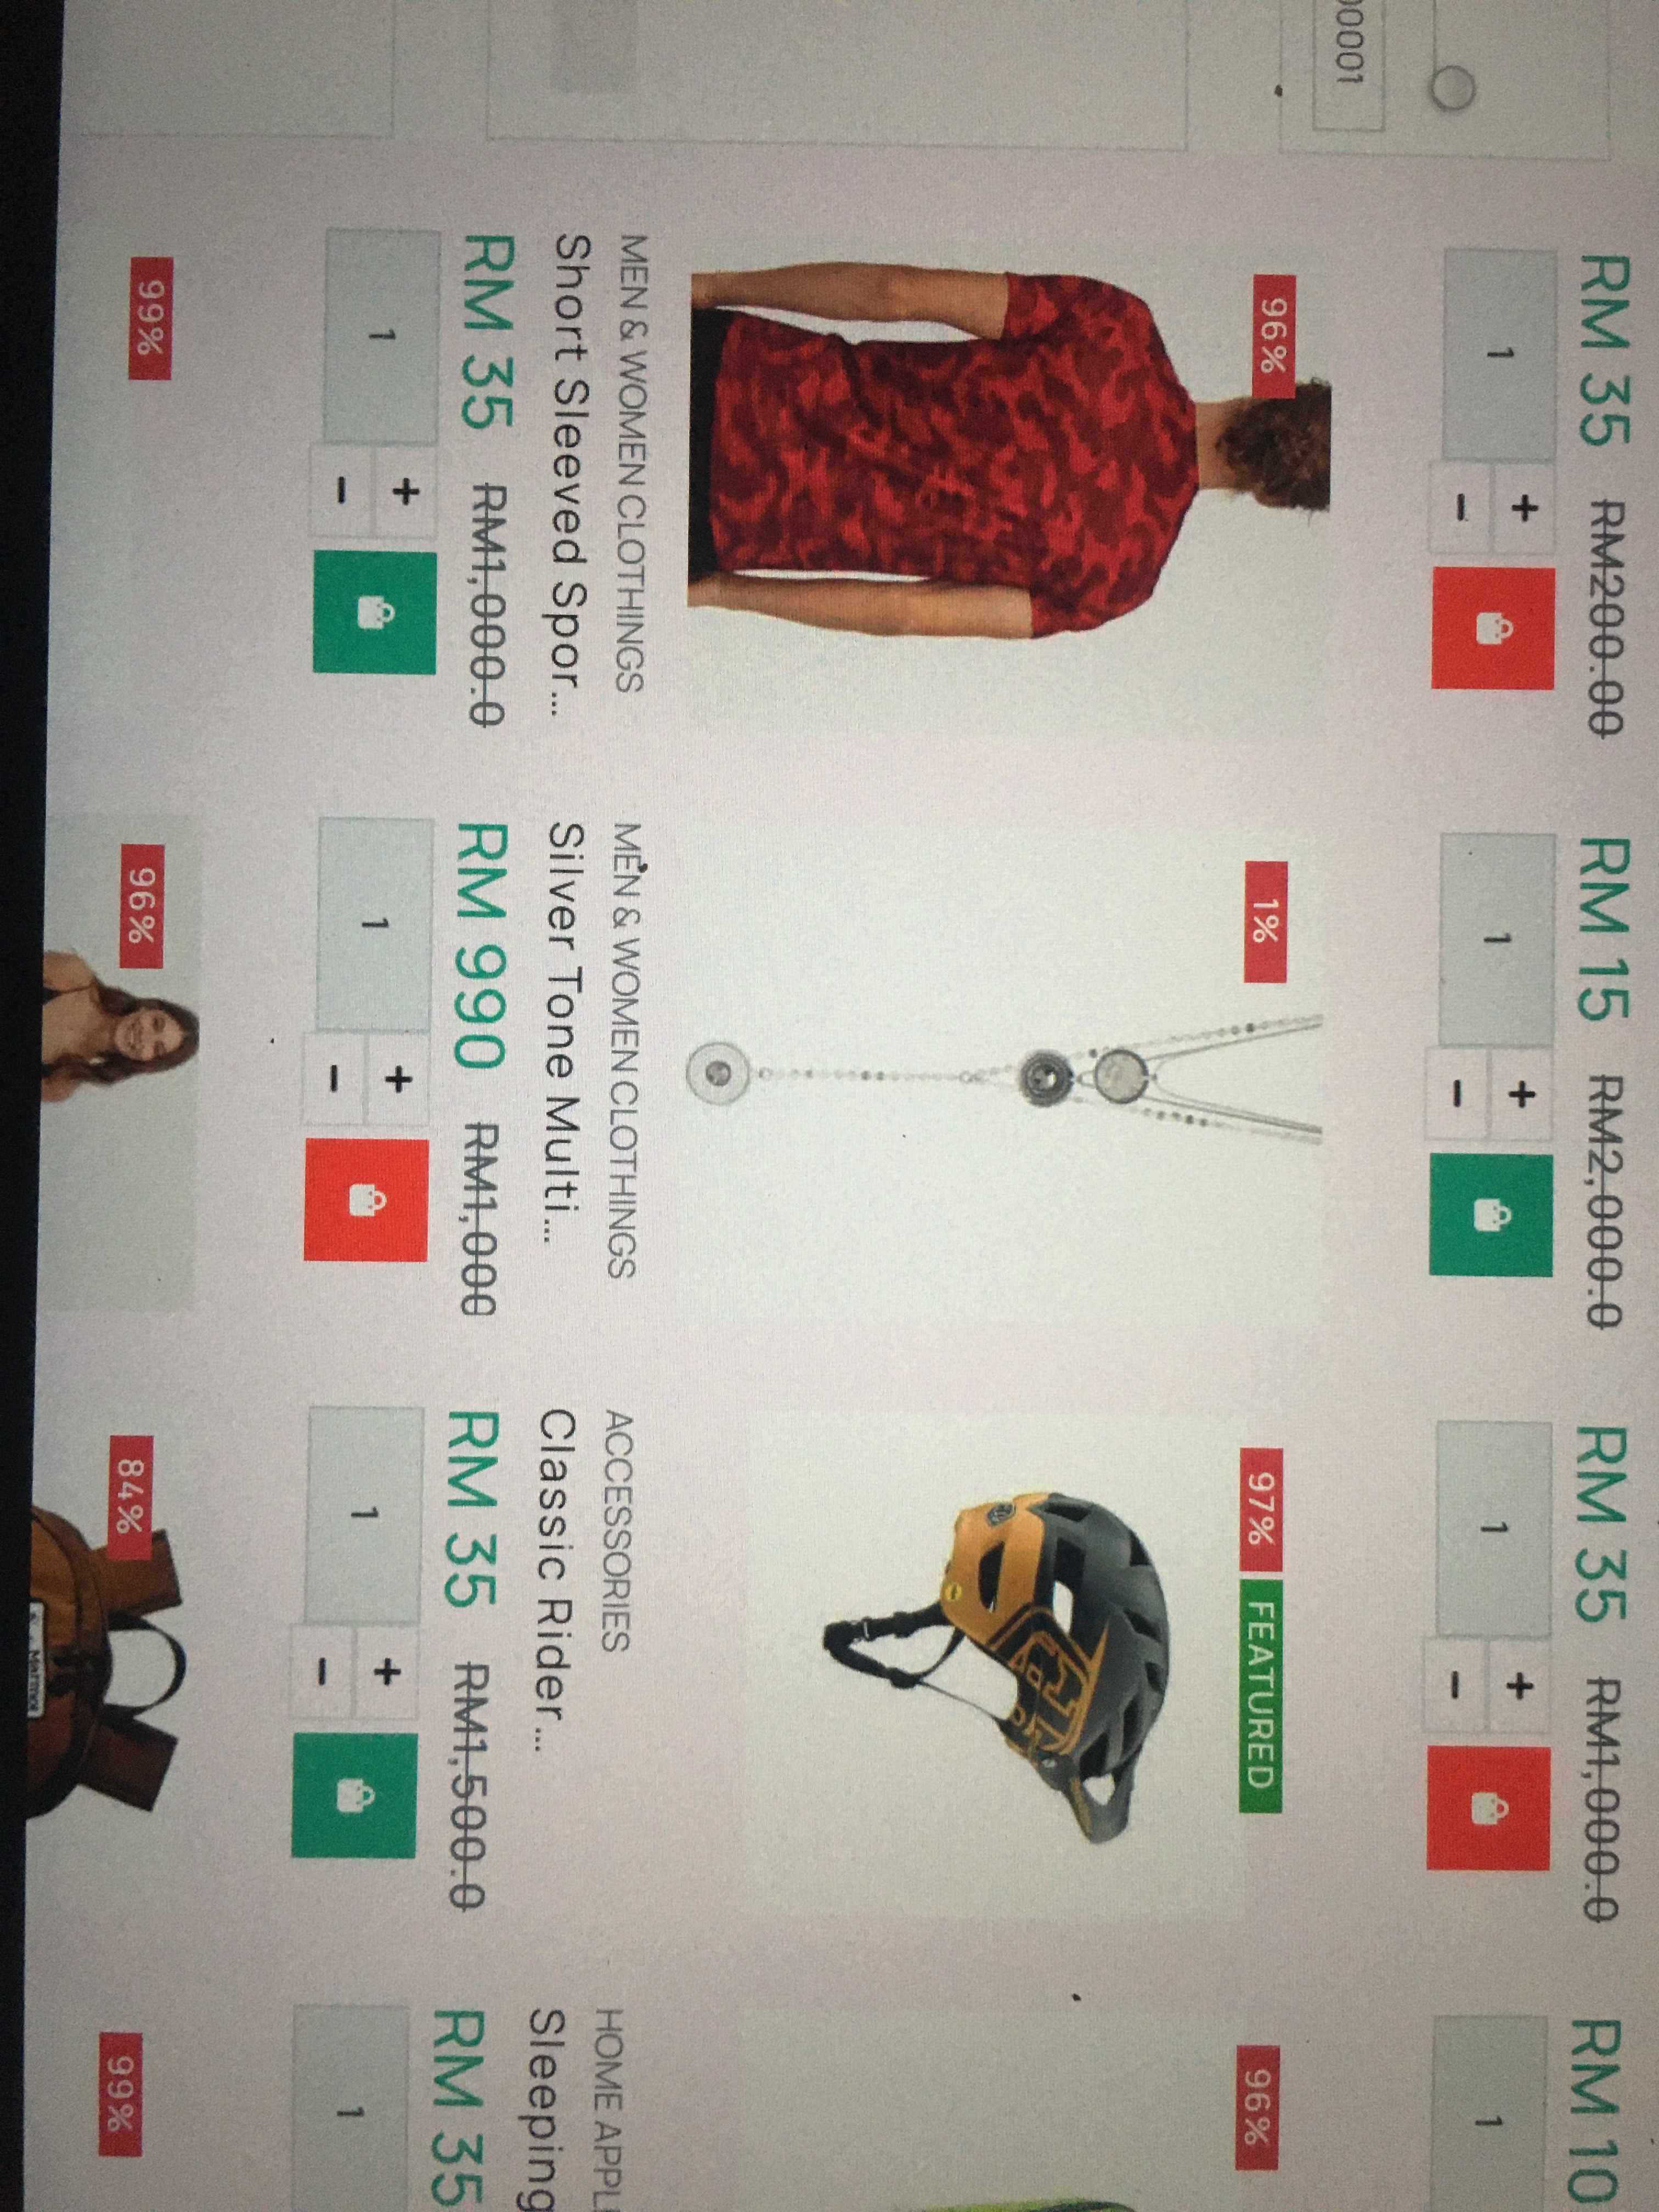 00001
RM 35 RM200.00
1 + -
RM 15 RM2,000.0
1 + -
RM 35 RM1,000.0
1 + -
RM 10
1
96%
MEN & WOMEN CLOTHINGS
Short Sleeved Spor...
RM 35 RM1,000.0
1 + -
1%
MEN & WOMEN CLOTHINGS
Silver Tone Multi...
RM 990 RM1,000
1 + -
97% FEATURED
ACCESSORIES
Classic Rider...
RM 35 RM1,500.0
1 + -
96%
HOME APPLI
Sleeping
RM 35
1
99%
96%
84%
Marmot
99%